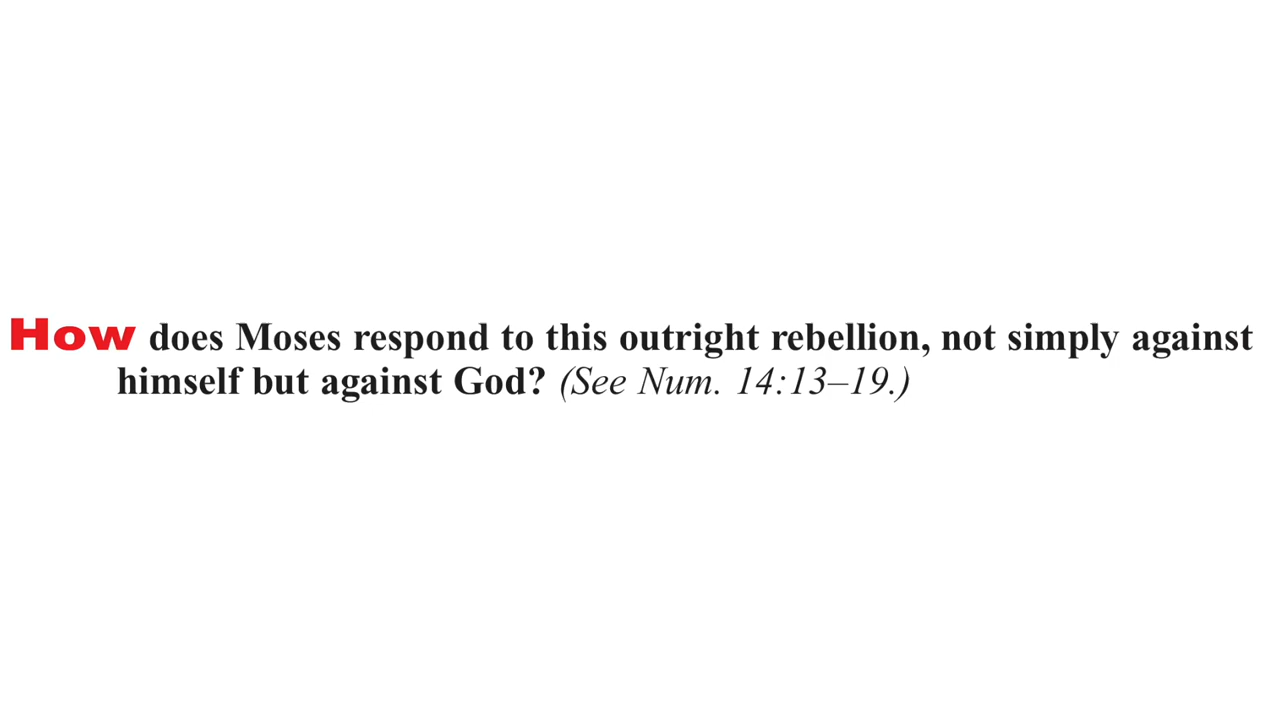 How does Moses respond to this outright rebellion, not simply against
himself but against God? (See Num. 14:13–19.)